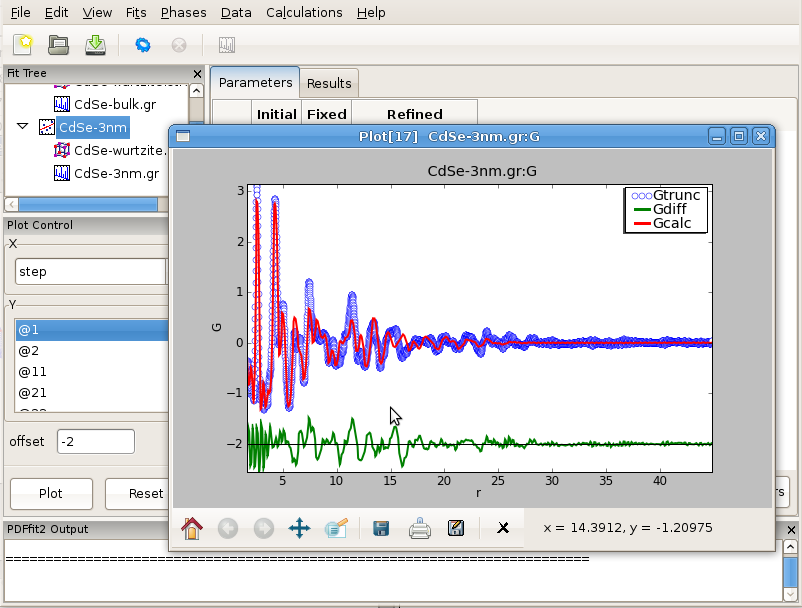 File Edit View Fits Phases Data Calculations Help
Fit Tree
Parameters Results
CdSe-bulk.gr
Initial Fixed Refined
CdSe-3nm
Plot[17] CdSe-3nm.gr:G
CdSe-wurtzite.
CdSe-3nm.gr
CdSe-3nm.gr:G
Plot Control
X
step
Y
@1
@2
@11
@21
offset -2
Plot Reset
3
2
1
0
−1
−2
G
Gtrunc
Gdiff
Gcalc
5 10 15 20 25 30 35 40
r
x = 14.3912, y = -1.20975
PDFfit2 Output